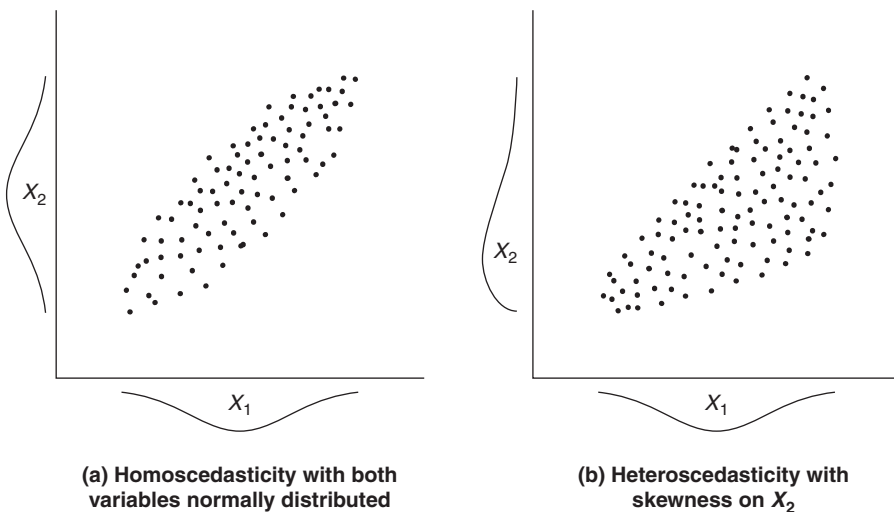 X₂
X₁
(a) Homoscedasticity with both
variables normally distributed
X₂
X₁
(b) Heteroscedasticity with
skewness on X₂